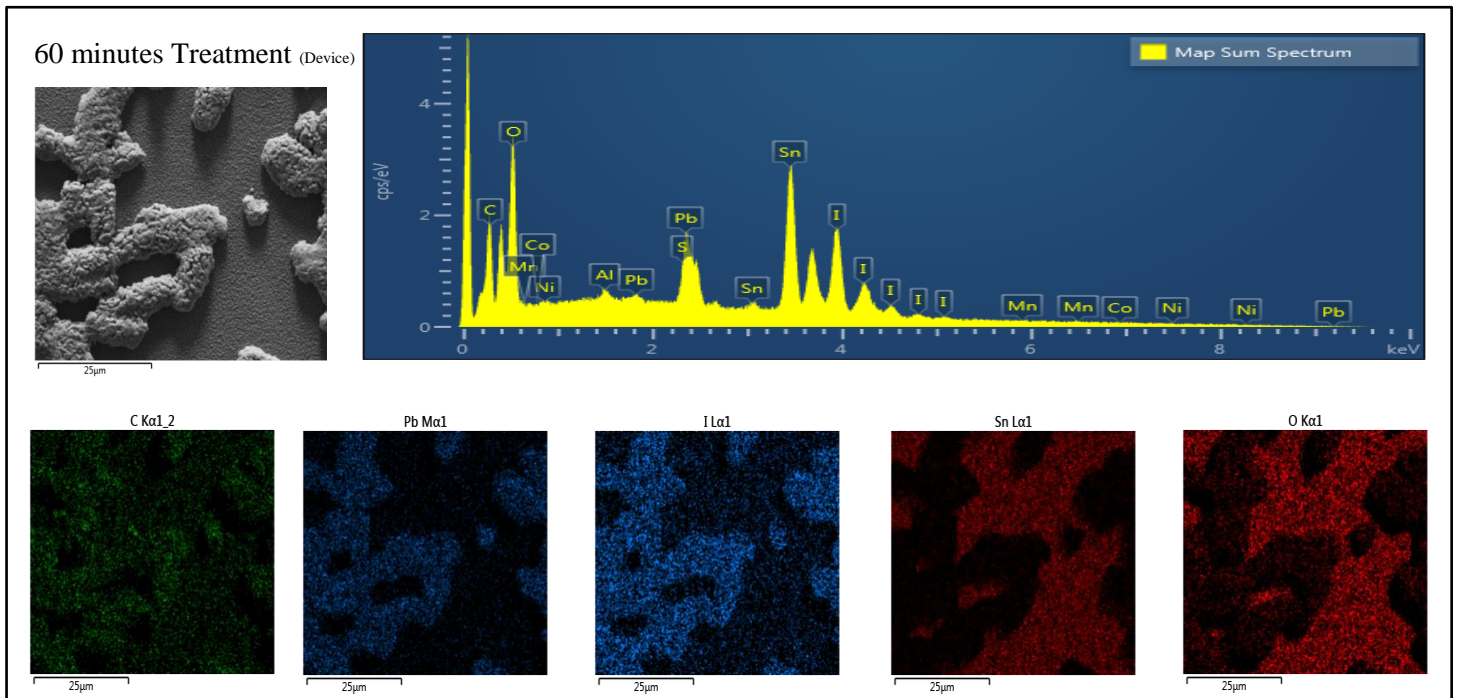 60 minutes Treatment (Device)
25μm
Map Sum Spectrum
cps/eV
4
2
0
0
2
4
6
8
keV
C
O
Mn
Co
Ni
Al
Pb
S
Pb
Sn
Sn
I
I
I
I
I
Mn
Mn
Co
Ni
Ni
Pb
C Kα1_2
Pb Mα1
I Lα1
Sn Lα1
O Kα1
25μm
25μm
25μm
25μm
25μm